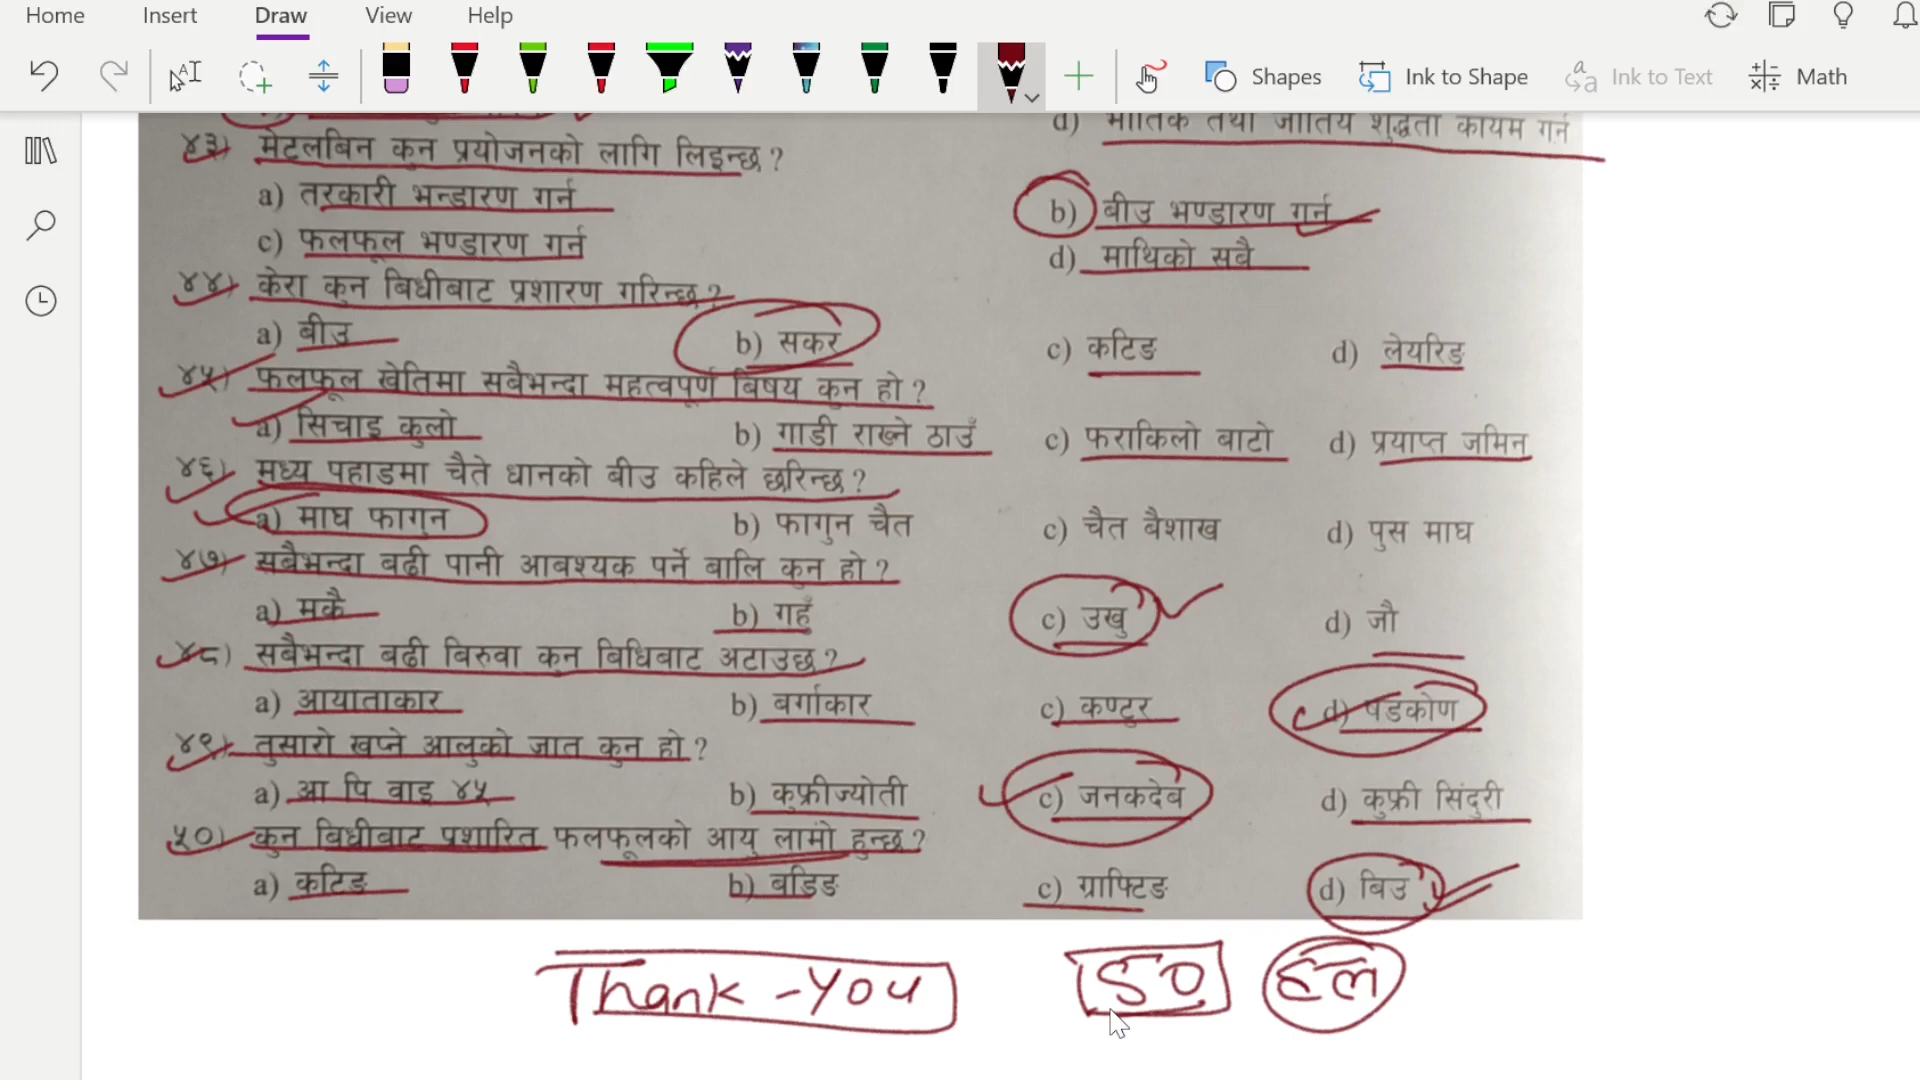 Home Insert Draw View Help
Shapes Ink to Shape Ink to Text Math
d) भौतिक तथा जातिय शुद्धता कायम गर्न
४३) मेटलबिन कुन प्रयोजनको लागि लिइन्छ ?
a) तरकारी भन्डारण गर्न b) बीउ भण्डारण गर्न
c) फलफूल भण्डारण गर्न d) माथिको सबै
४४) केरा कुन बिधीबाट प्रशारण गरिन्छ ?
a) बीउ b) सकर c) कटिङ d) लेयरिङ
४५) फलफूल खेतिमा सबैभन्दा महत्वपूर्ण बिषय कुन हो ?
a) सिचाइ कुलो b) गाडी राख्ने ठाउँ c) फराकिलो बाटो d) प्रयाप्त जमिन
४६) मध्य पहाडमा चैते धानको बीउ कहिले छरिन्छ ?
a) माघ फागुन b) फागुन चैत c) चैत बैशाख d) पुस माघ
४७) सबैभन्दा बढी पानी आबश्यक पर्ने बालि कुन हो ?
a) मकै b) गहुँ c) उखु d) जौ
४८) सबैभन्दा बढी बिरुवा कुन बिधिबाट अटाउछ ?
a) आयाताकार b) बर्गाकार c) कण्टुर d) षडकोण
४९) तुसारो खप्ने आलुको जात कुन हो ?
a) आ पि वाइ ४५ b) कुफ्रीज्योती c) जनकदेब d) कुफ्री सिंदुरी
५०) कुन बिधीबाट प्रशारित फलफूलको आयु लामो हुन्छ ?
a) कटिङ b) बडिङ c) ग्राफ्टिङ d) बिउ
Thank-You 50 हल